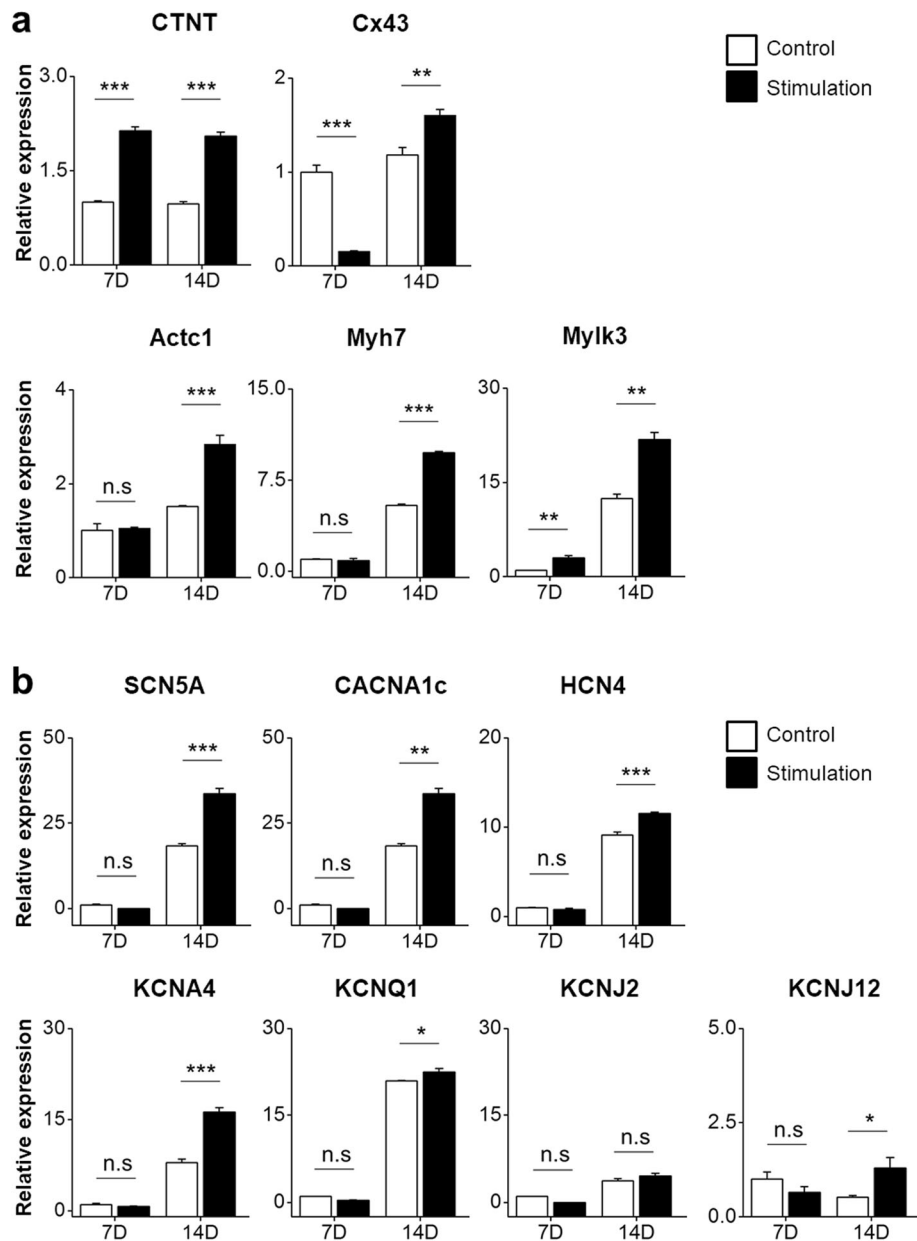 a
CTNT
Cx43
Control
Stimulation
Relative expression
3.0
1.5
0.0
***
***
7D
14D
2
1
0
***
**
7D
14D
Actc1
Myh7
Mylk3
Relative expression
4
2
0
n.s
***
7D
14D
15.0
7.5
0.0
n.s
***
7D
14D
30
15
0
**
**
7D
14D
b
SCN5A
CACNA1c
HCN4
Control
Stimulation
Relative expression
50
25
0
n.s
***
7D
14D
50
25
0
n.s
**
7D
14D
20
10
0
n.s
***
7D
14D
KCNA4
KCNQ1
KCNJ2
KCNJ12
Relative expression
30
15
0
n.s
***
7D
14D
30
15
0
n.s
*
7D
14D
30
15
0
n.s
n.s
7D
14D
5.0
2.5
0.0
n.s
*
7D
14D